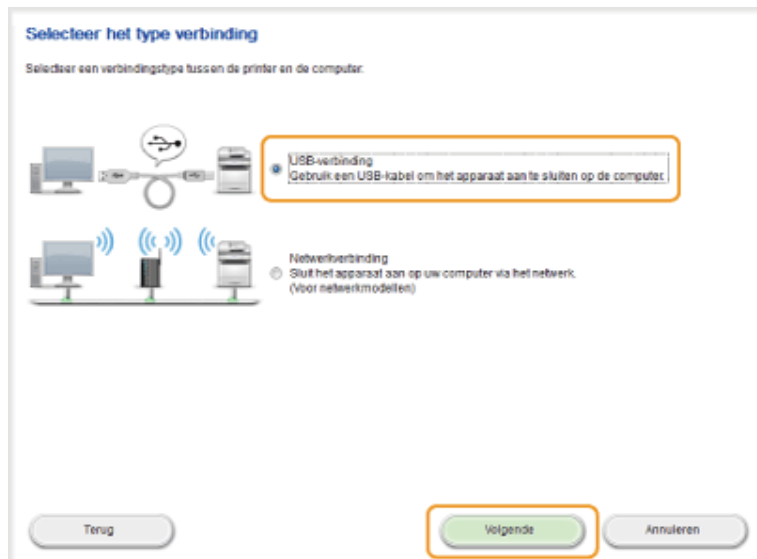 Selecteer het type verbinding
Selecteer een verbindingstype tussen de printer en de computer.
USB-verbinding
Gebruik een USB-kabel om het apparaat aan te sluiten op de computer.
Netwerkverbinding
Sluit het apparaat aan op uw computer via het netwerk.
(Voor netwerkmodellen)
Terug
Volgende
Annuleren